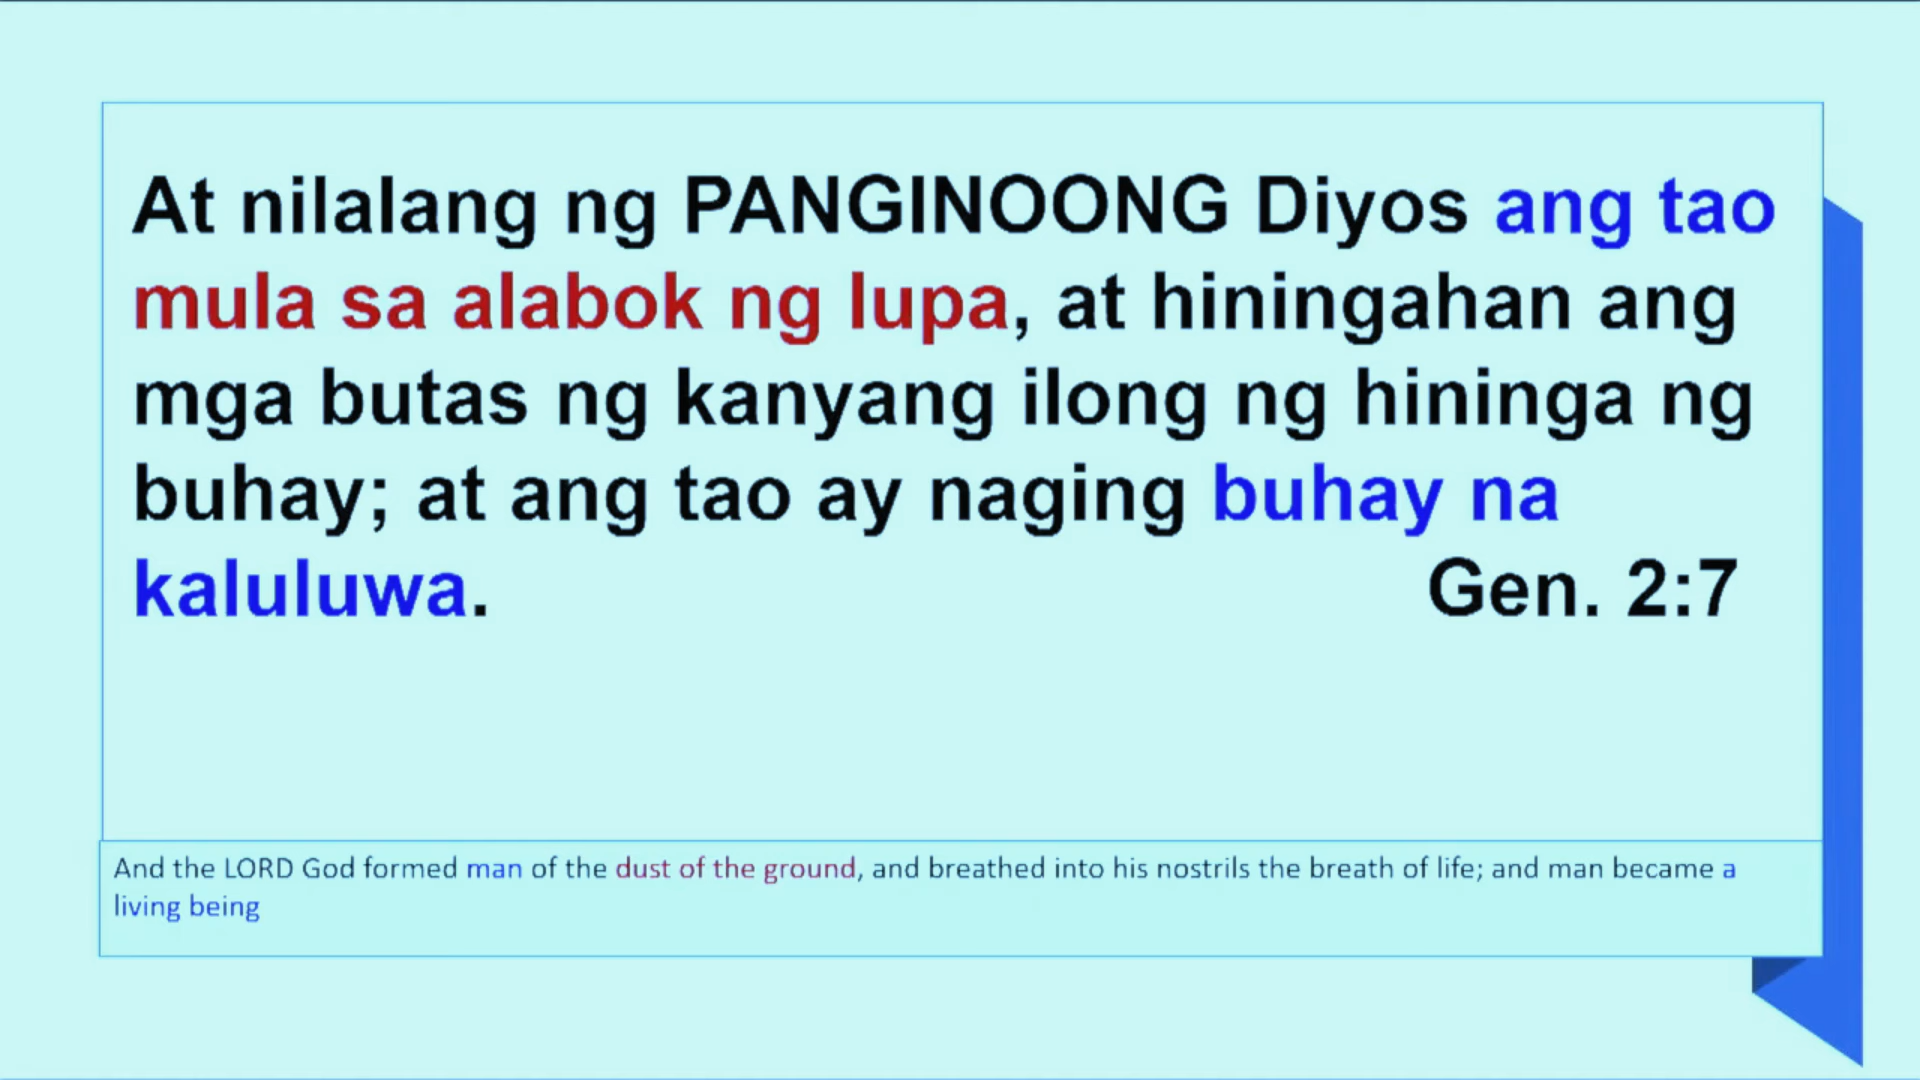 At nilalang ng PANGINOONG Diyos ang tao
mula sa alabok ng lupa, at hiningahan ang
mga butas ng kanyang ilong ng hininga ng
buhay; at ang tao ay naging buhay na
kaluluwa. Gen. 2:7
And the LORD God formed man of the dust of the ground, and breathed into his nostrils the breath of life; and man became a
living being